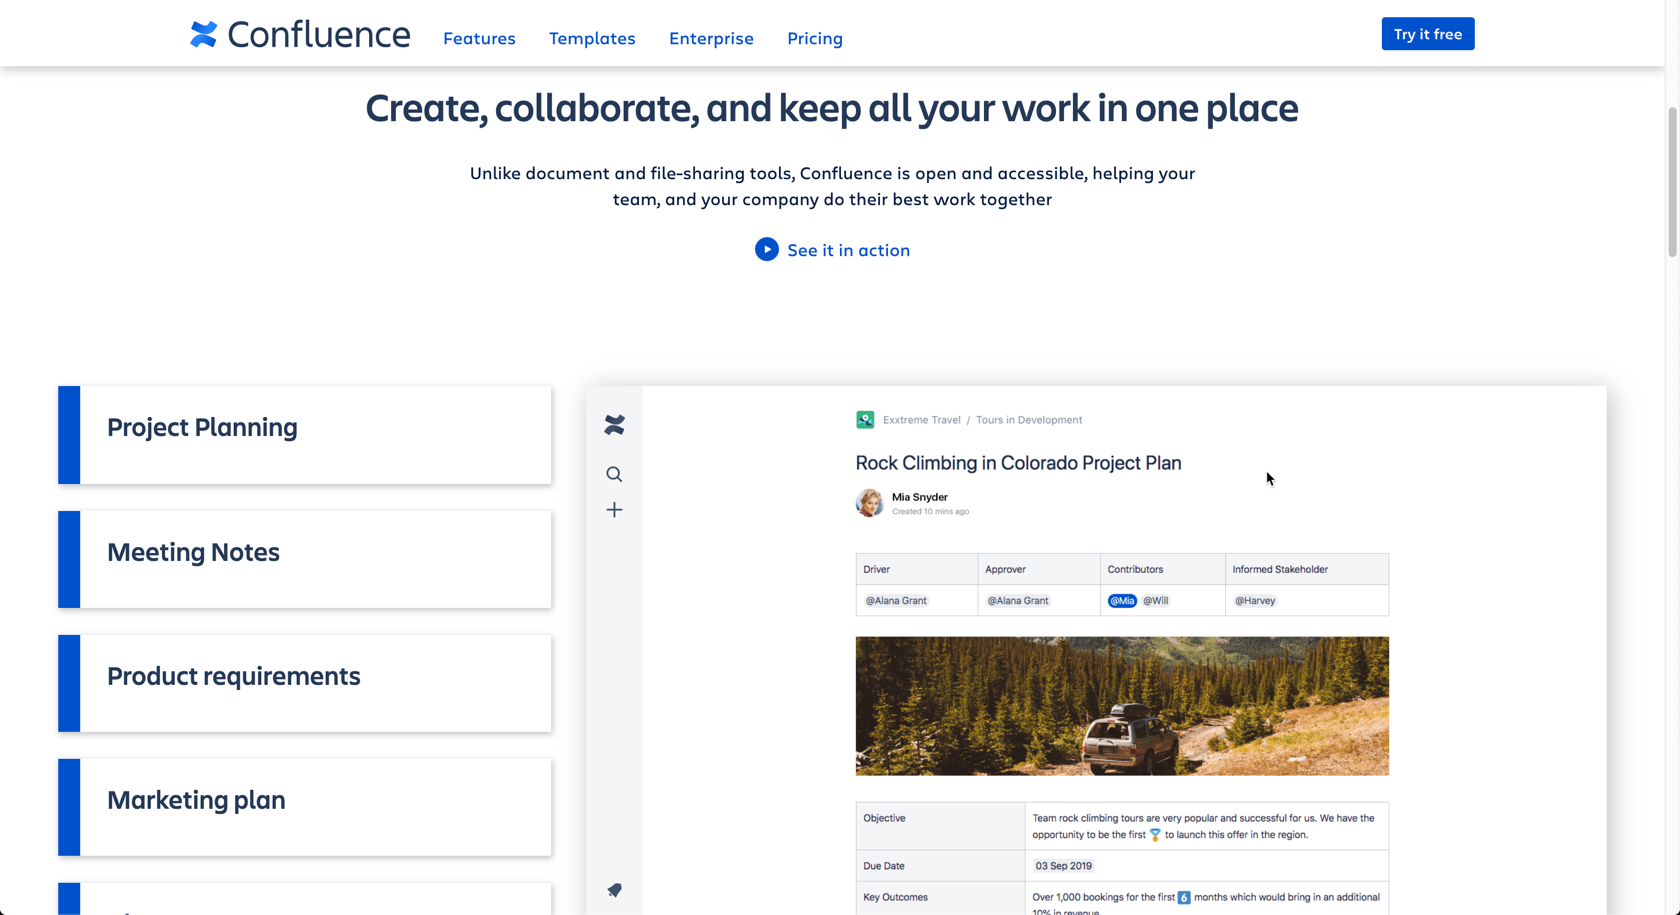 Confluence
Features
Templates
Enterprise
Pricing
Try it free
Create, collaborate, and keep all your work in one place
Unlike document and file-sharing tools, Confluence is open and accessible, helping your
team, and your company do their best work together
See it in action
Project Planning
Meeting Notes
Product requirements
Marketing plan
Exxtreme Travel / Tours in Development
Rock Climbing in Colorado Project Plan
Mia Snyder
Created 10 mins ago
Driver Approver Contributors Informed Stakeholder
@Alana Grant @Alana Grant @Mia @Will @Harvey
Objective
Team rock climbing tours are very popular and successful for us. We have the
opportunity to be the first to launch this offer in the region.
Due Date 03 Sep 2019
Key Outcomes
Over 1,000 bookings for the first 6 months which would bring in an additional
10% in revenue